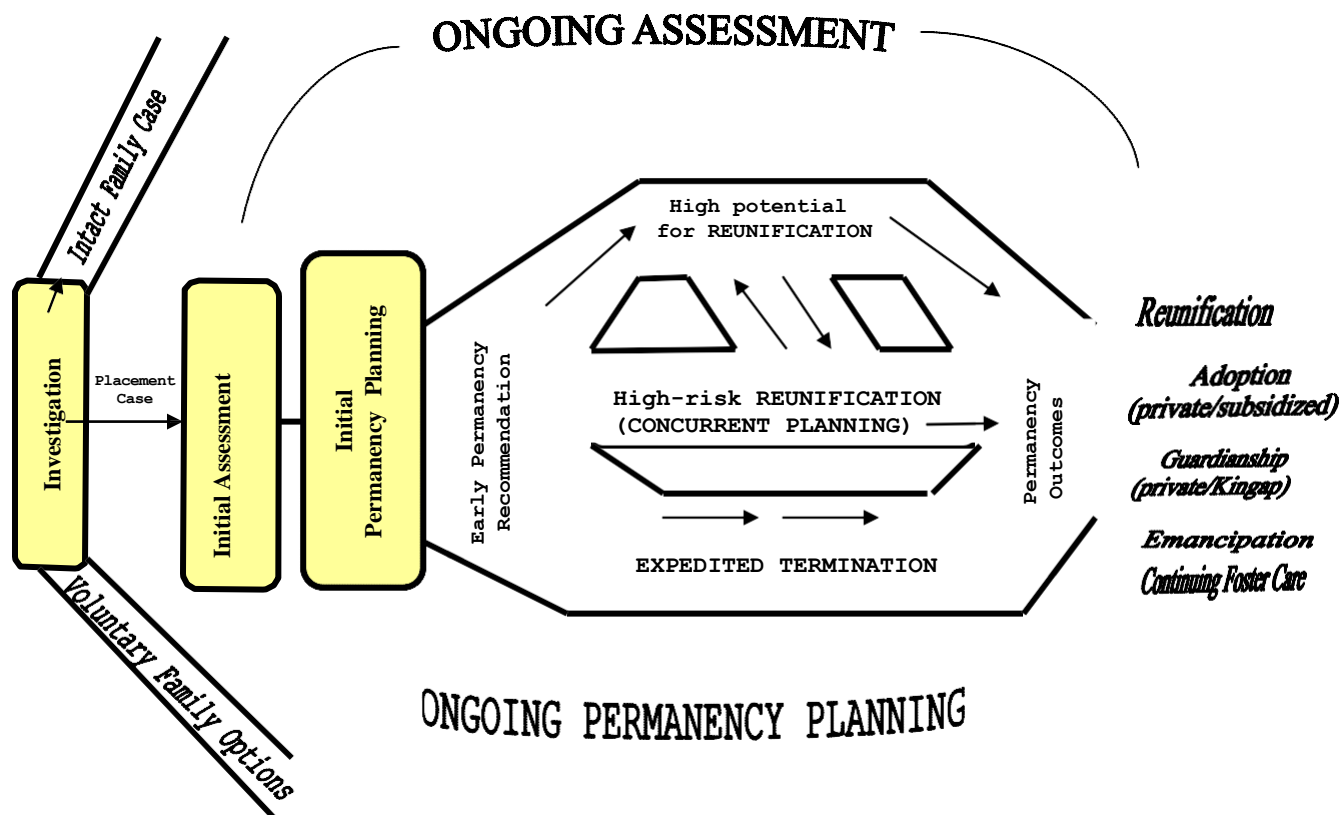 ONGOING ASSESSMENT
Intact Family Case
High potential
for REUNIFICATION
Investigation
Placement
Case
Initial Assessment
Initial
Permanency Planning
Early Permanency
Recommendation
High-risk REUNIFICATION
(CONCURRENT PLANNING)
Permanency
Outcomes
EXPEDITED TERMINATION
Reunification
Adoption
(private/subsidized)
Guardianship
(private/Kingap)
Emancipation
Continuing Foster Care
Voluntary Family Options
ONGOING PERMANENCY PLANNING